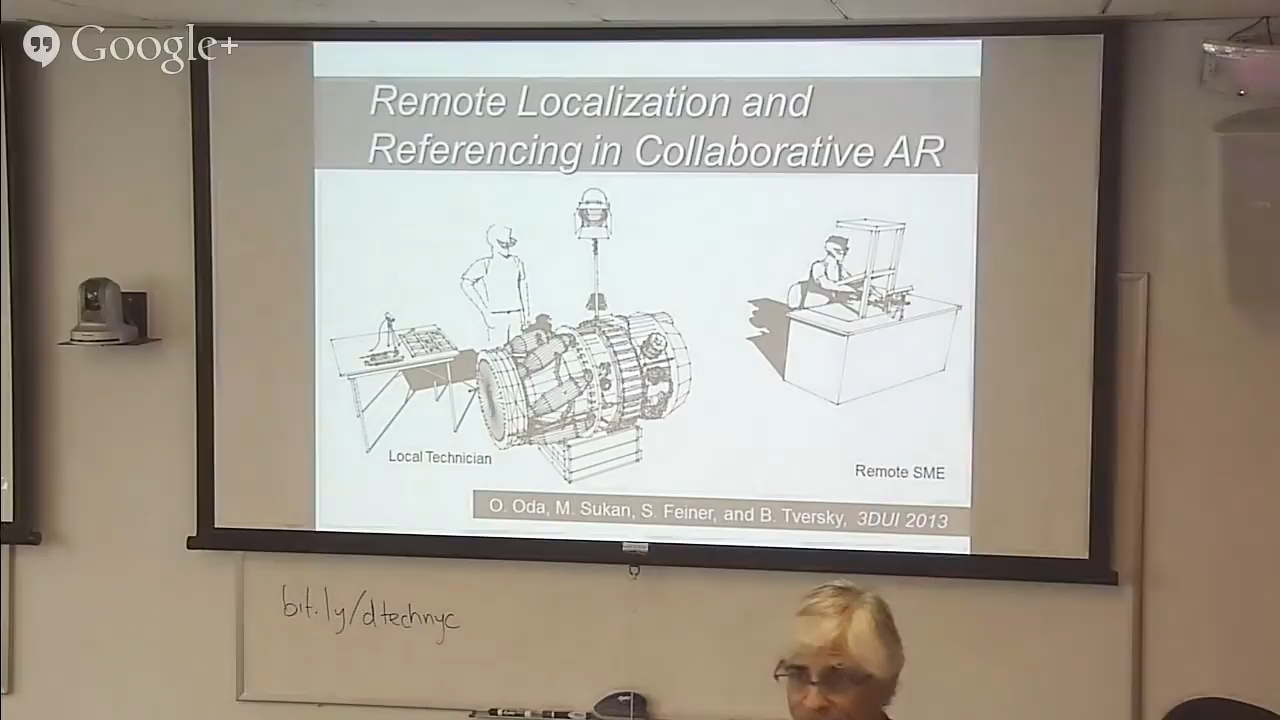 Google+
Remote Localization and
Referencing in Collaborative AR
Local Technician
Remote SME
O. Oda, M. Sukan, S. Feiner, and B. Tversky, 3DUI 2013
bit.ly/dtechnyc